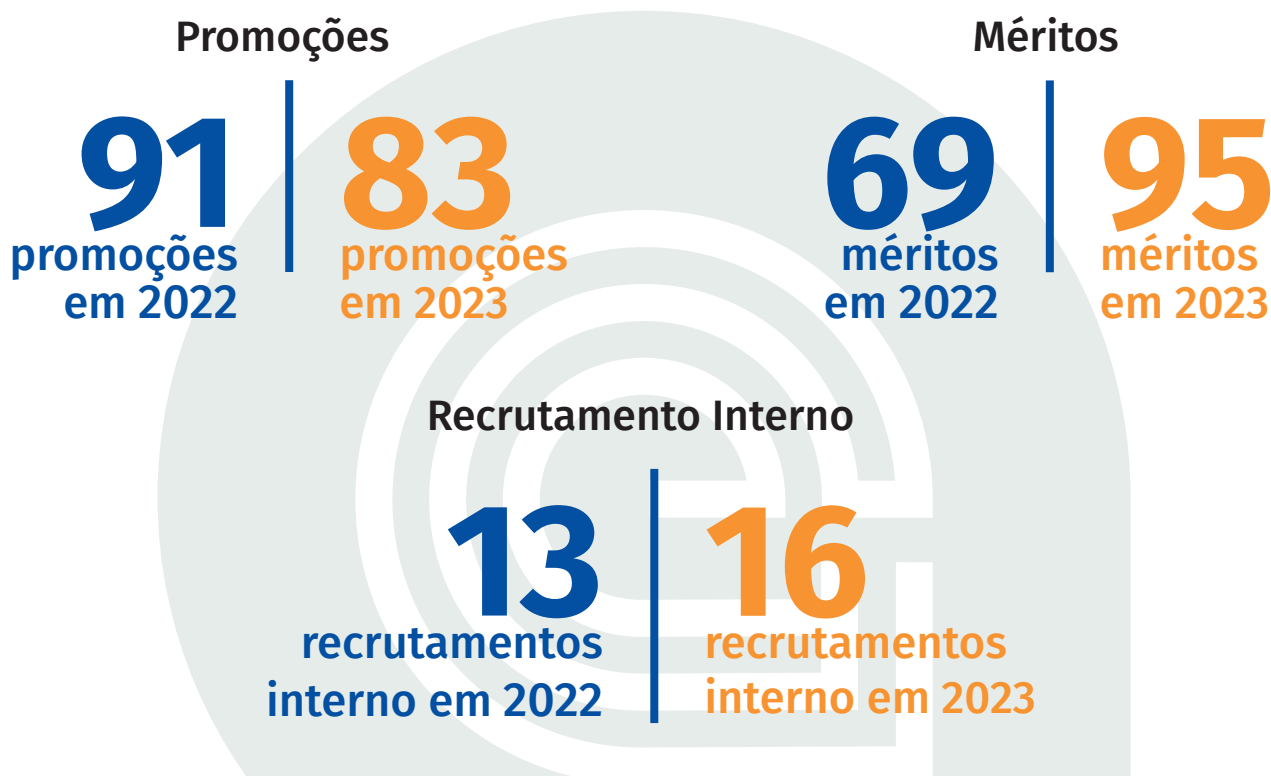 Promoções
91
promoções
em 2022
83
promoções
em 2023
Méritos
69
méritos
em 2022
95
méritos
em 2023
Recrutamento Interno
13
recrutamentos
interno em 2022
16
recrutamentos
interno em 2023